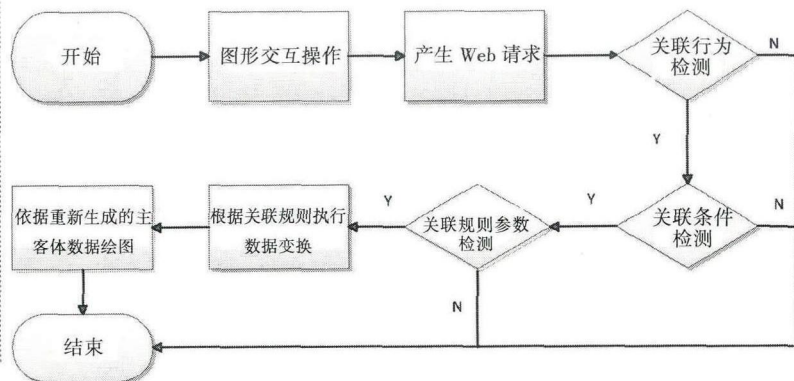 开始
图形交互操作
产生 Web 请求
关联行为
检测
N
Y
依据重新生成的主
客体数据绘图
根据关联规则执行
数据变换
Y
关联规则参数
检测
Y
关联条件
检测
N
N
结束